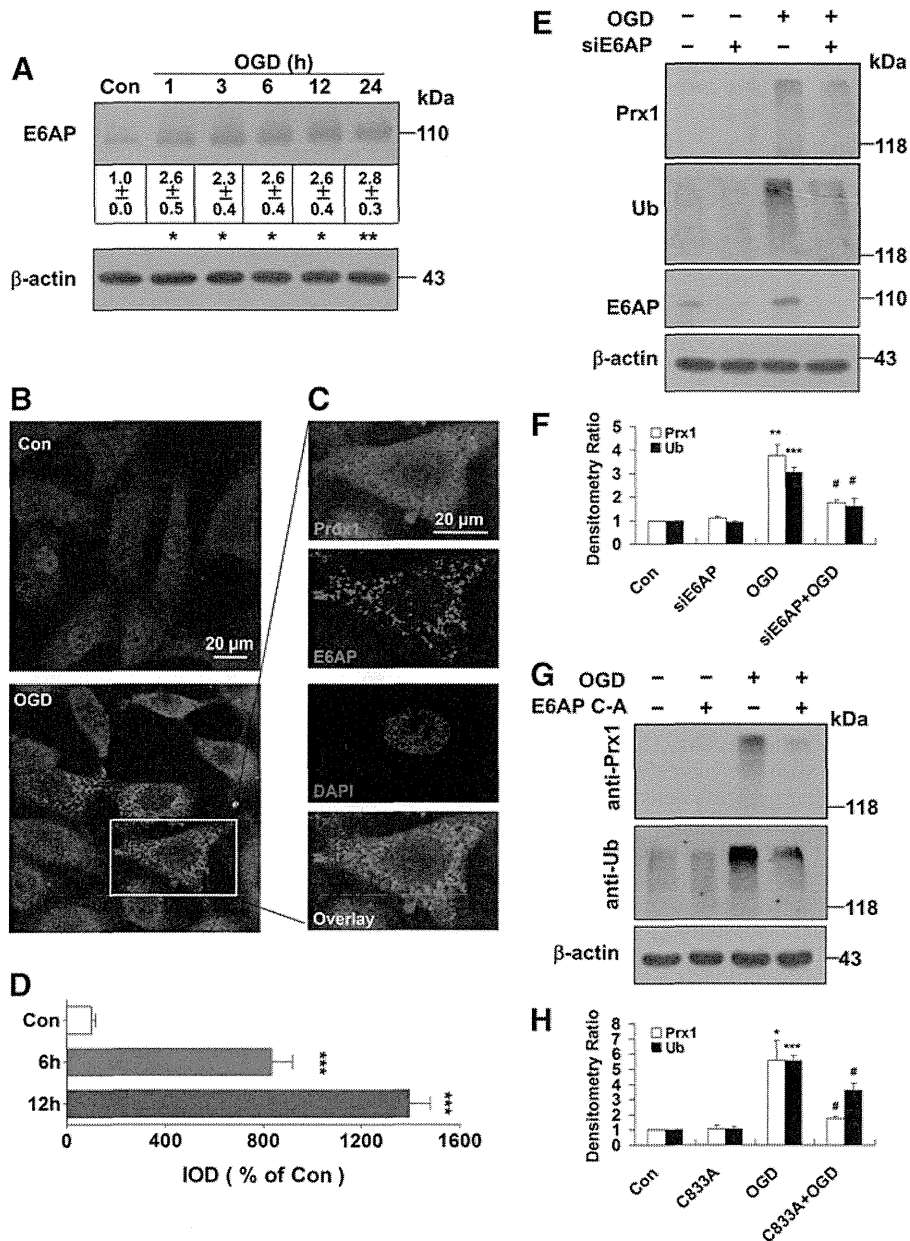 A
OGD (h)
Con 1 3 6 12 24
kDa
E6AP
110
1.0 2.6 2.3 2.6 2.6 2.8
± ± ± ± ± ±
0.0 0.5 0.4 0.4 0.4 0.3
* * * * **
β-actin
43
B
Con
20 μm
OGD
C
Prdx1
20 μm
E6AP
DAPI
Overlay
D
Con
6h
***
12h
***
0 400 800 1200 1600
IOD ( % of Con )
E
OGD − − + +
siE6AP − + − +
kDa
Prx1
118
Ub
118
E6AP
110
β-actin
43
F
Densitometry Ratio
5
4
3
2
1
0
Prx1
Ub
** *** # #
Con siE6AP OGD siE6AP+OGD
G
OGD − − + +
E6AP C-A − + − +
kDa
anti-Prx1
118
anti-Ub
118
β-actin
43
H
Densitometry Ratio
8
7
6
5
4
3
2
1
0
Prx1
Ub
* *** # #
Con C833A OGD C833A+OGD